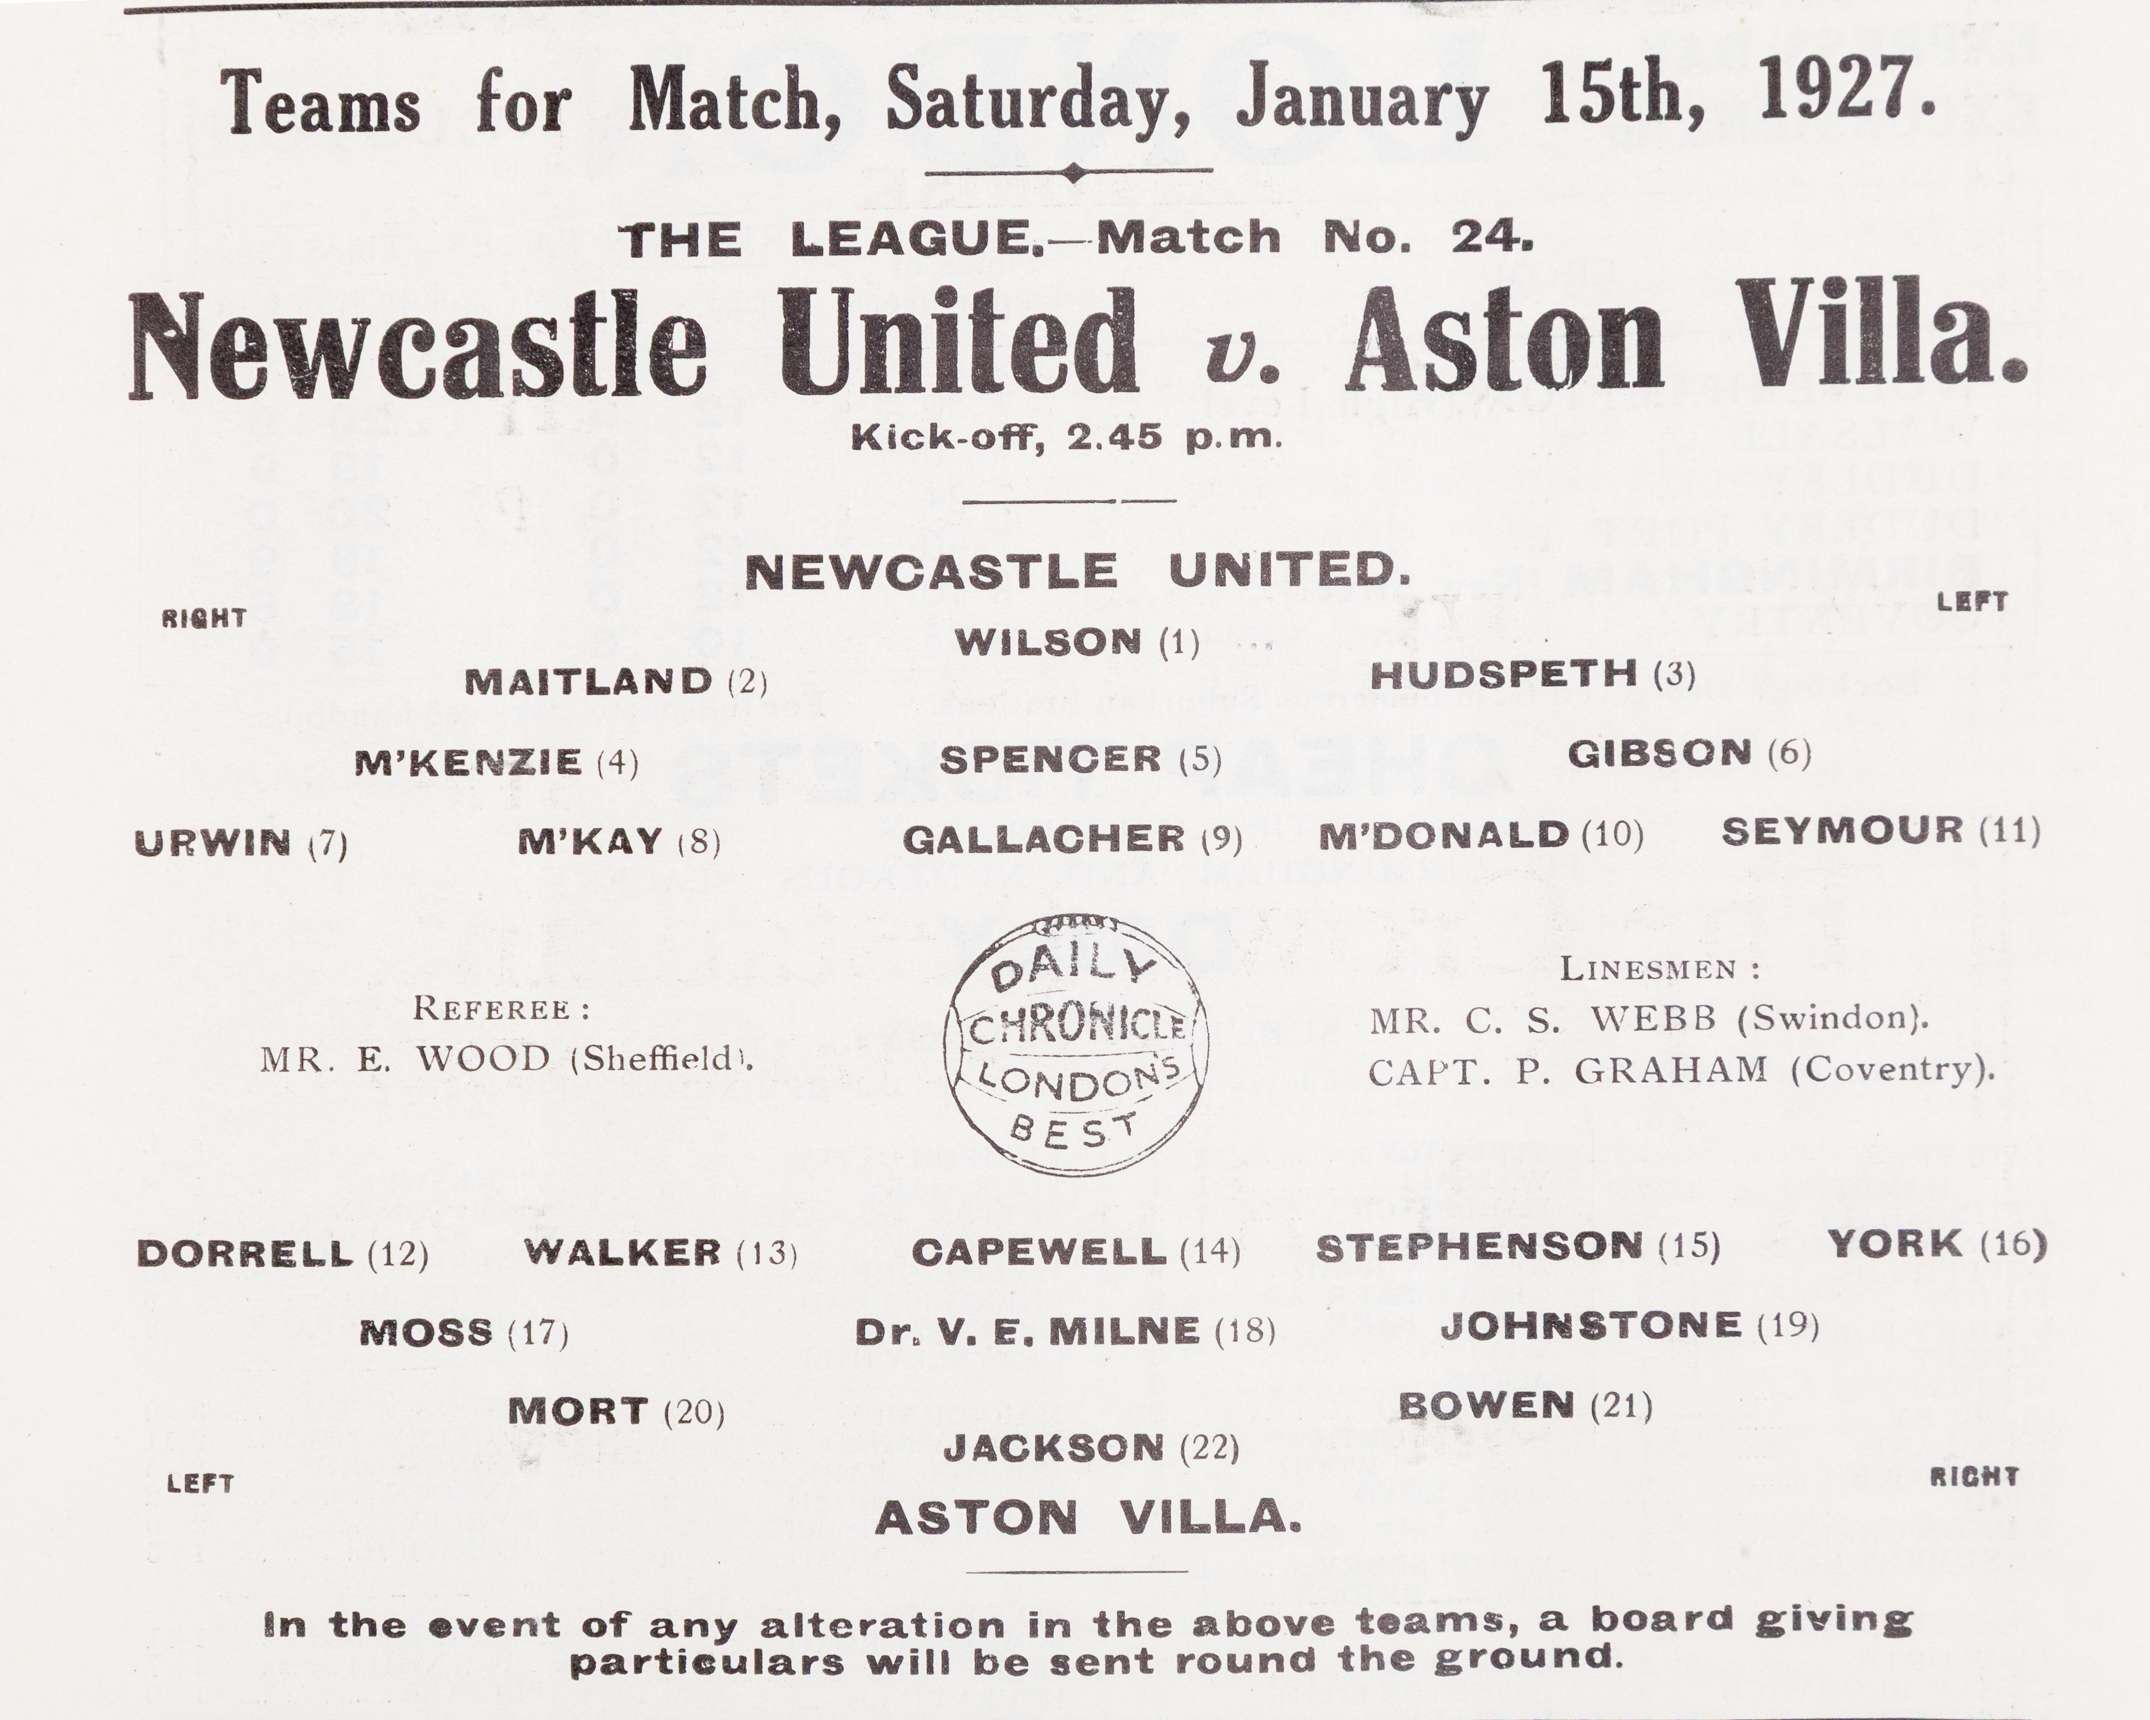 Teams for Match, Saturday, January 15th, 1927.
THE LEAGUE.—Match No. 24.
Newcastle United v. Aston Villa.
Kick-off, 2.45 p.m.
NEWCASTLE UNITED.
RIGHT LEFT
WILSON (1)
MAITLAND (2) HUDSPETH (3)
M'KENZIE (4) SPENCER (5) GIBSON (6)
URWIN (7) M'KAY (8) GALLACHER (9) M'DONALD (10) SEYMOUR (11)
REFEREE:
MR. E. WOOD (Sheffield).
DAILY
CHRONICLE
LONDON'S
BEST
LINESMEN:
MR. C. S. WEBB (Swindon).
CAPT. P. GRAHAM (Coventry).
DORRELL (12) WALKER (13) CAPEWELL (14) STEPHENSON (15) YORK (16)
MOSS (17) Dr. V. E. MILNE (18) JOHNSTONE (19)
MORT (20) BOWEN (21)
JACKSON (22)
LEFT RIGHT
ASTON VILLA.
In the event of any alteration in the above teams, a board giving
particulars will be sent round the ground.